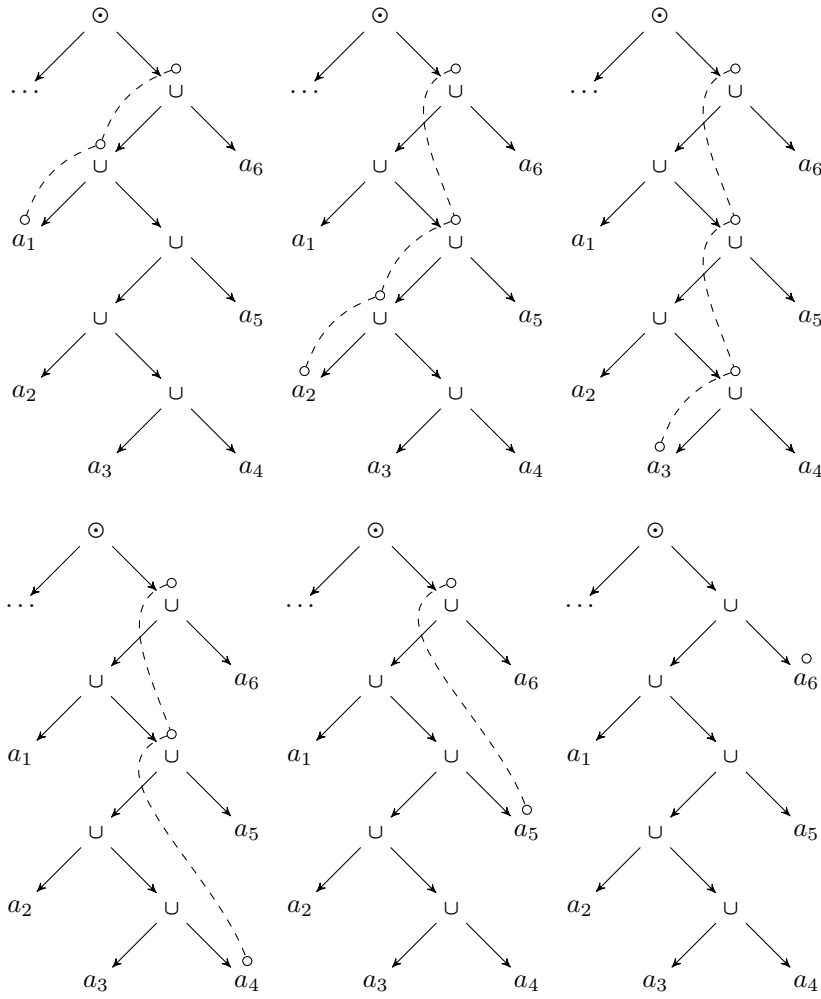 ⊙ ⊙ ⊙
⋯ ∪ ⋯ ∪ ⋯ ∪
∪ a₆ ∪ a₆ ∪ a₆
a₁ ∪ a₁ ∪ a₁ ∪
∪ a₅ ∪ a₅ ∪ a₅
a₂ ∪ a₂ ∪ a₂ ∪
a₃ a₄ a₃ a₄ a₃ a₄
⊙ ⊙ ⊙
⋯ ∪ ⋯ ∪ ⋯ ∪
∪ a₆ ∪ a₆ ∪ a₆
a₁ ∪ a₁ ∪ a₁ ∪
∪ a₅ ∪ a₅ ∪ a₅
a₂ ∪ a₂ ∪ a₂ ∪
a₃ a₄ a₃ a₄ a₃ a₄